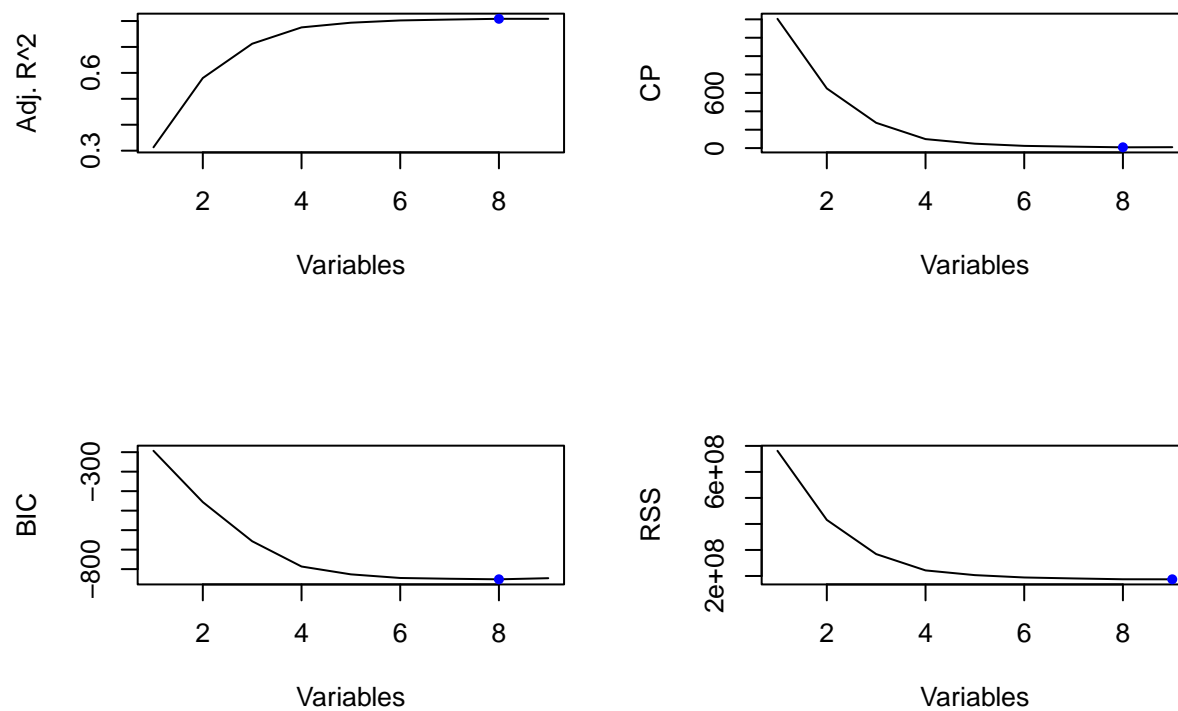 Adj. R^2
0.3 0.6
2 4 6 8
Variables
CP
0 600
2 4 6 8
Variables
BIC
−800 −300
2 4 6 8
Variables
RSS
2e+08 6e+08
2 4 6 8
Variables